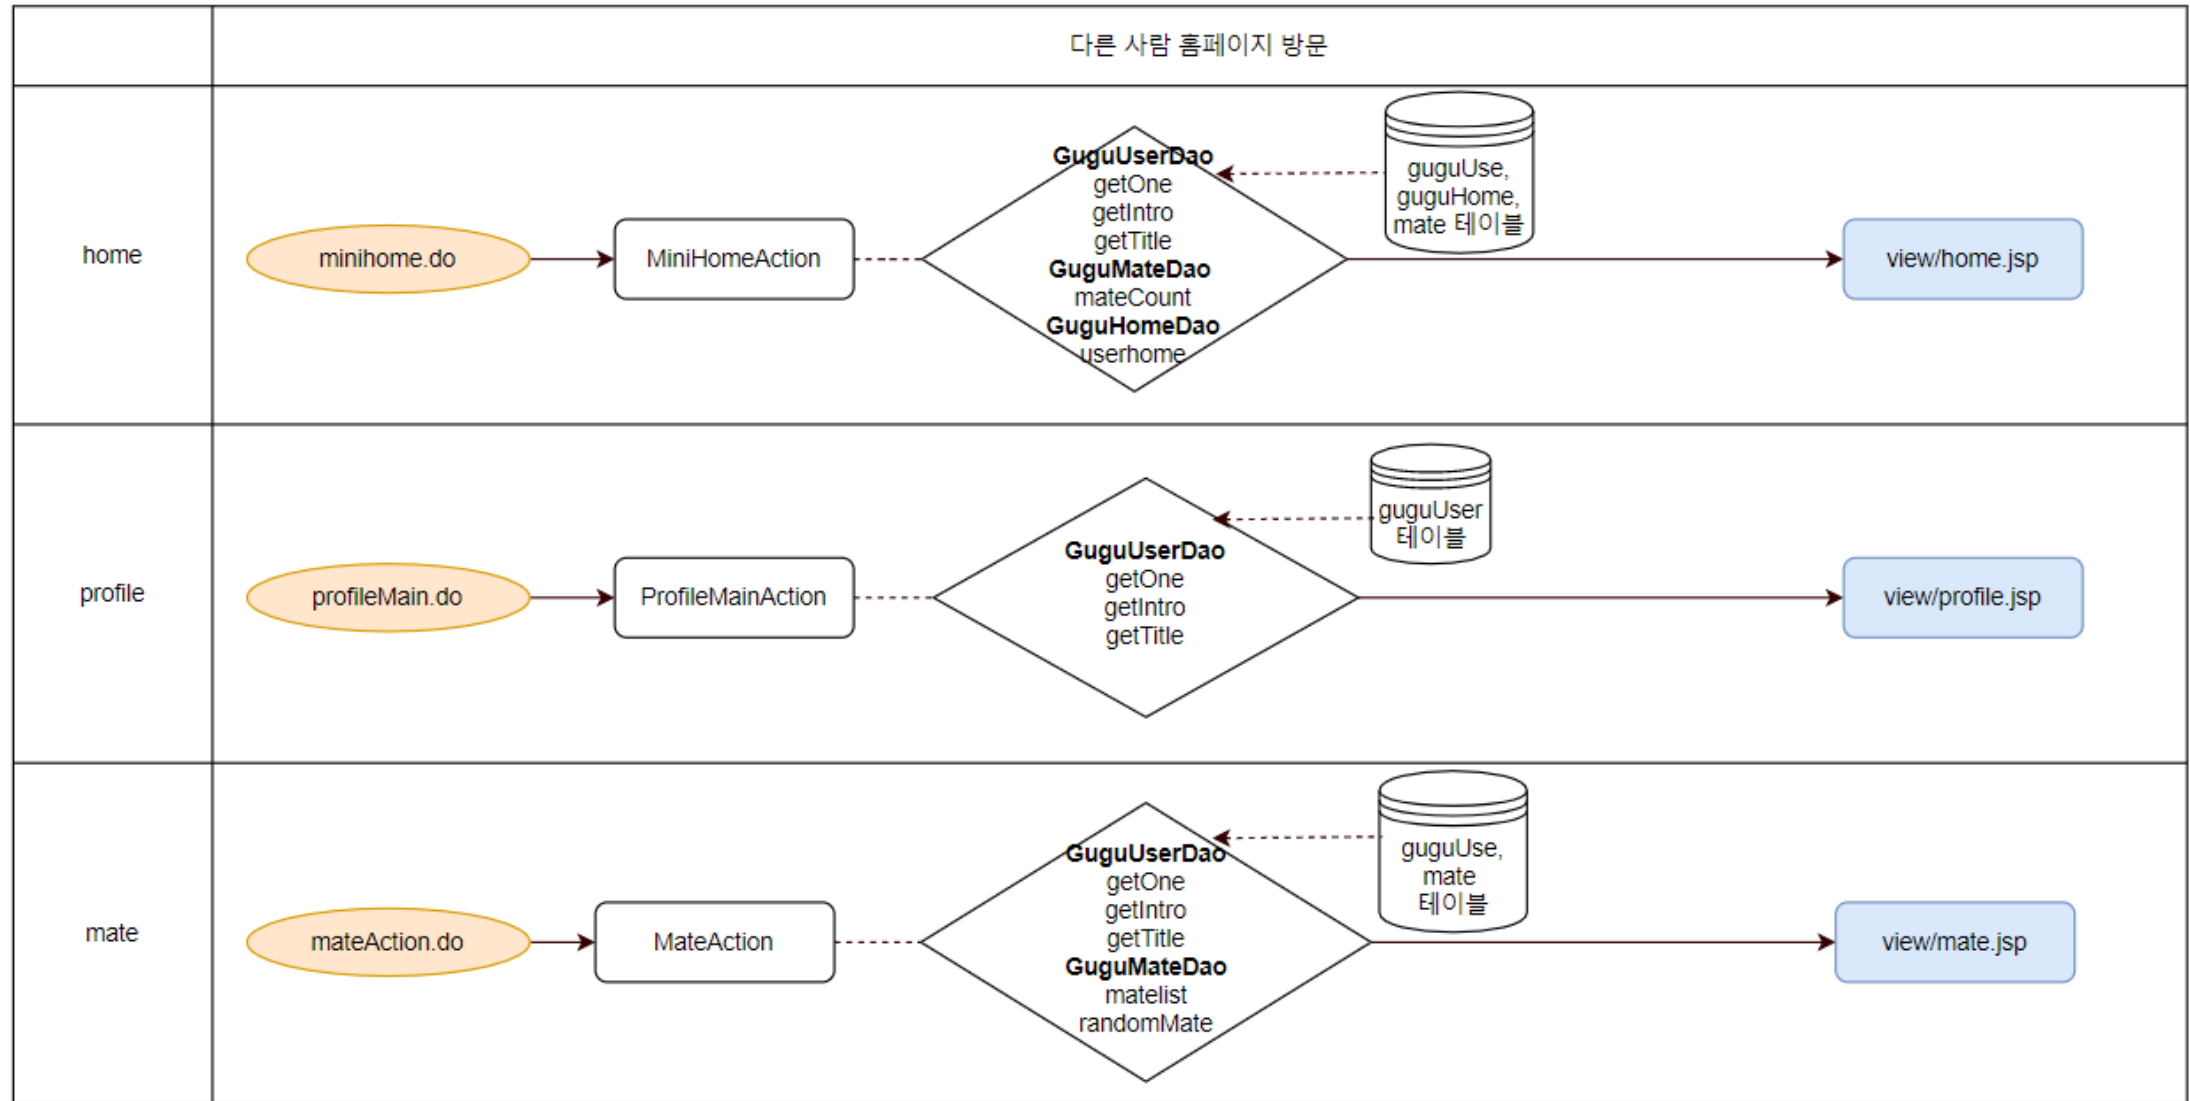 다른 사람 홈페이지 방문
home
minihome.do
MiniHomeAction
GuguUserDao
getOne
getIntro
getTitle
GuguMateDao
mateCount
GuguHomeDao
userhome
guguUse,
guguHome,
mate 테이블
view/home.jsp
profile
profileMain.do
ProfileMainAction
GuguUserDao
getOne
getIntro
getTitle
guguUser
테이블
view/profile.jsp
mate
mateAction.do
MateAction
GuguUserDao
getOne
getIntro
getTitle
GuguMateDao
matelist
randomMate
guguUse,
mate
테이블
view/mate.jsp